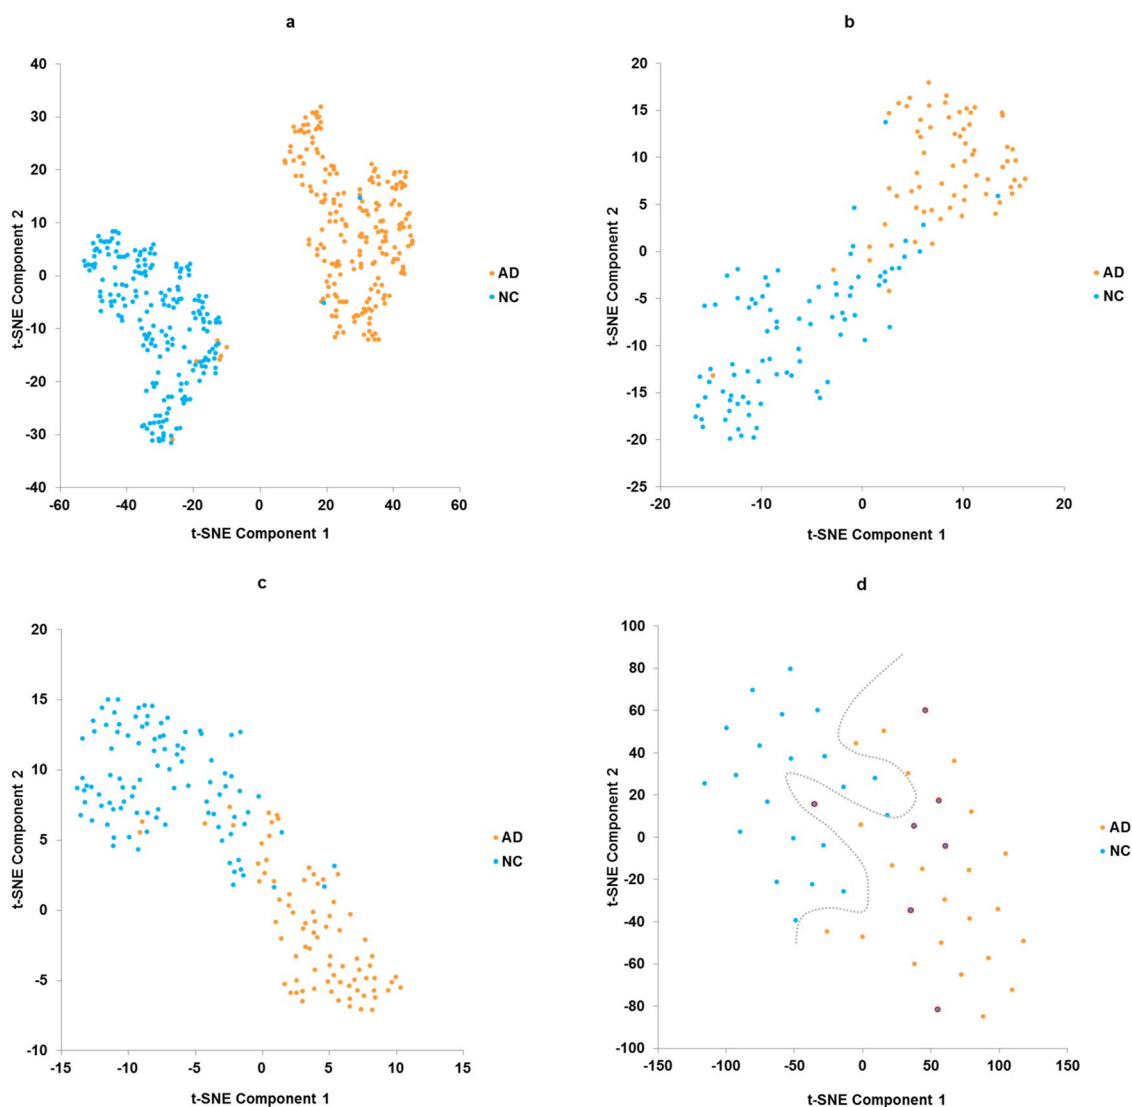 a
40
30
20
10
0
-10
-20
-30
-40
-60 -40 -20 0 20 40 60
t-SNE Component 2
t-SNE Component 1
AD
NC
b
20
15
10
5
0
-5
-10
-15
-20
-25
-20 -10 0 10 20
t-SNE Component 2
t-SNE Component 1
AD
NC
c
20
15
10
5
0
-5
-10
-15 -10 -5 0 5 10 15
t-SNE Component 2
t-SNE Component 1
AD
NC
d
100
80
60
40
20
0
-20
-40
-60
-80
-100
-150 -100 -50 0 50 100 150
t-SNE Component 2
t-SNE Component 1
AD
NC